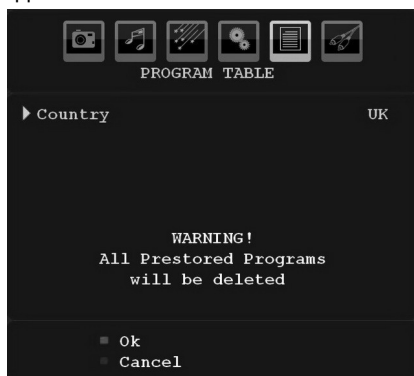 PROGRAM TABLE
Country UK
WARNING!
All Prestored Programs
will be deleted
Ok
Cancel